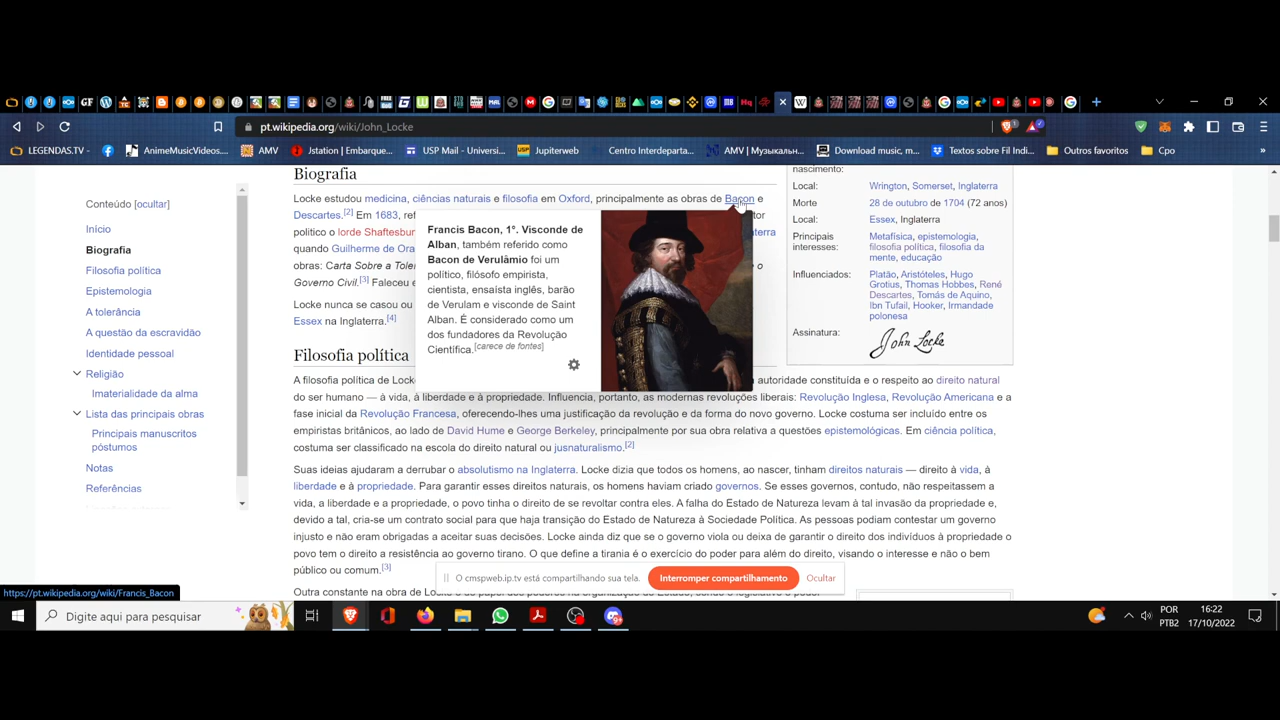 pt.wikipedia.org/wiki/John_Locke
LEGENDAS.TV -
AnimeMusicVideos...
AMV
Jstation | Embarque...
USP Mail - Universi...
Jupiterweb
Centro Interdeparta...
AMV | Музыкальн...
Download music, m...
Textos sobre Fil Indi...
Outros favoritos
Cpo
Conteúdo [ocultar]
Início
Biografia
Filosofia política
Epistemologia
A tolerância
A questão da escravidão
Identidade pessoal
Religião
Imaterialidade da alma
Lista das principais obras
Principais manuscritos
póstumos
Notas
Referências
Biografia
Locke estudou medicina, ciências naturais e filosofia em Oxford, principalmente as obras de Bacon e
Descartes.[2] Em 1683, ref
político o lorde Shaftesbur
quando Guilherme de Ora
obras: Carta Sobre a Toler
Governo Civil.[3] Faleceu e
Locke nunca se casou ou
Essex na Inglaterra.[4]
Francis Bacon, 1°. Visconde de
Alban, também referido como
Bacon de Verulâmio foi um
político, filósofo empirista,
cientista, ensaísta inglês, barão
de Verulam e visconde de Saint
Alban. É considerado como um
dos fundadores da Revolução
Científica.[carece de fontes]
nascimento:
Local: Wrington, Somerset, Inglaterra
Morte 28 de outubro de 1704 (72 anos)
Local: Essex, Inglaterra
Principais interesses: Metafísica, epistemologia,
filosofia política, filosofia da
mente, educação
Influenciados: Platão, Aristóteles, Hugo
Grotius, Thomas Hobbes, René
Descartes, Tomás de Aquino,
Ibn Tufail, Hooker, Irmandade
polonesa
Assinatura: John Locke
Filosofia política
A filosofia política de Locke autoridade constituída e o respeito ao direito natural
do ser humano — à vida, à liberdade e à propriedade. Influencia, portanto, as modernas revoluções liberais: Revolução Inglesa, Revolução Americana e a
fase inicial da Revolução Francesa, oferecendo-lhes uma justificação da revolução e da forma do novo governo. Locke costuma ser incluído entre os
empiristas britânicos, ao lado de David Hume e George Berkeley, principalmente por sua obra relativa a questões epistemológicas. Em ciência política,
costuma ser classificado na escola do direito natural ou jusnaturalismo.[2]
Suas ideias ajudaram a derrubar o absolutismo na Inglaterra. Locke dizia que todos os homens, ao nascer, tinham direitos naturais — direito à vida, à
liberdade e à propriedade. Para garantir esses direitos naturais, os homens haviam criado governos. Se esses governos, contudo, não respeitassem a
vida, a liberdade e a propriedade, o povo tinha o direito de se revoltar contra eles. A falha do Estado de Natureza levam à tal invasão da propriedade e,
devido a tal, cria-se um contrato social para que haja transição do Estado de Natureza à Sociedade Política. As pessoas podiam contestar um governo
injusto e não eram obrigadas a aceitar suas decisões. Locke ainda diz que se o governo viola ou deixa de garantir o direito dos indivíduos à propriedade o
povo tem o direito a resistência ao governo tirano. O que define a tirania é o exercício do poder para além do direito, visando o interesse e não o bem
público ou comum.[3]
O cmspweb.ip.tv está compartilhando sua tela.
Interromper compartilhamento
Ocultar
https://pt.wikipedia.org/wiki/Francis_Bacon
Digite aqui para pesquisar
POR
PTB2
16:22
17/10/2022